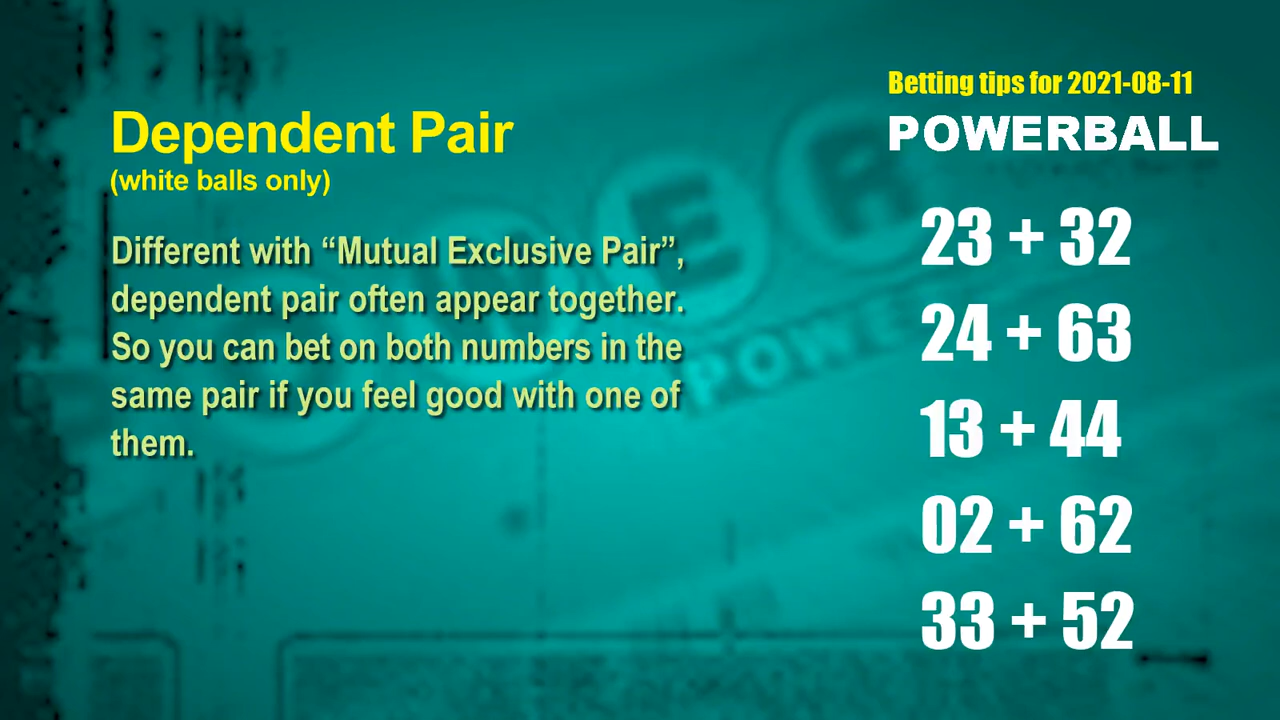 Betting tips for 2021-08-11
POWERBALL
Dependent Pair
(white balls only)
Different with “Mutual Exclusive Pair”,
dependent pair often appear together.
So you can bet on both numbers in the
same pair if you feel good with one of
them.
23 + 32
24 + 63
13 + 44
02 + 62
33 + 52